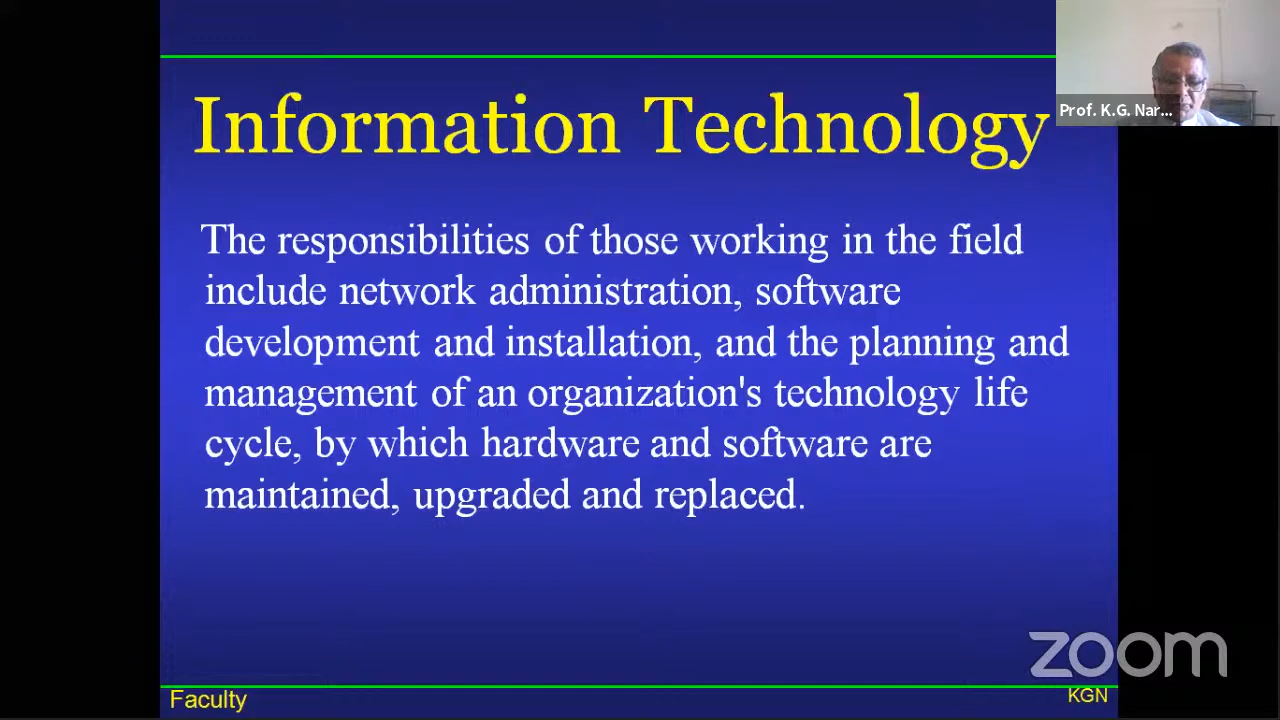 Information Technology
Prof. K.G. Nar...
The responsibilities of those working in the field
include network administration, software
development and installation, and the planning and
management of an organization's technology life
cycle, by which hardware and software are
maintained, upgraded and replaced.
zoom
Faculty
KGN